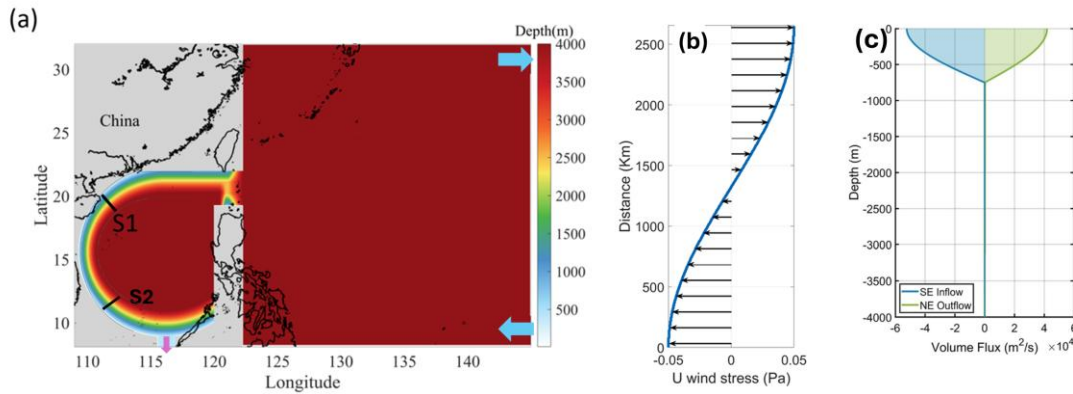 (a)
Depth(m)
4000
3500
3000
2500
2000
1500
1000
500
30
25
20
15
10
Latitude
China
S1
S2
110 115 120 125 130 135 140
Longitude
(b)
2500
2000
1500
1000
500
0
Distance (Km)
-0.05 0 0.05
U wind stress (Pa)
(c)
0
-500
-1000
-1500
-2000
-2500
-3000
-3500
-4000
Depth (m)
SE Inflow
NE Outflow
-6 -4 -2 0 2 4 6
Volume Flux (m²/s) ×10⁴